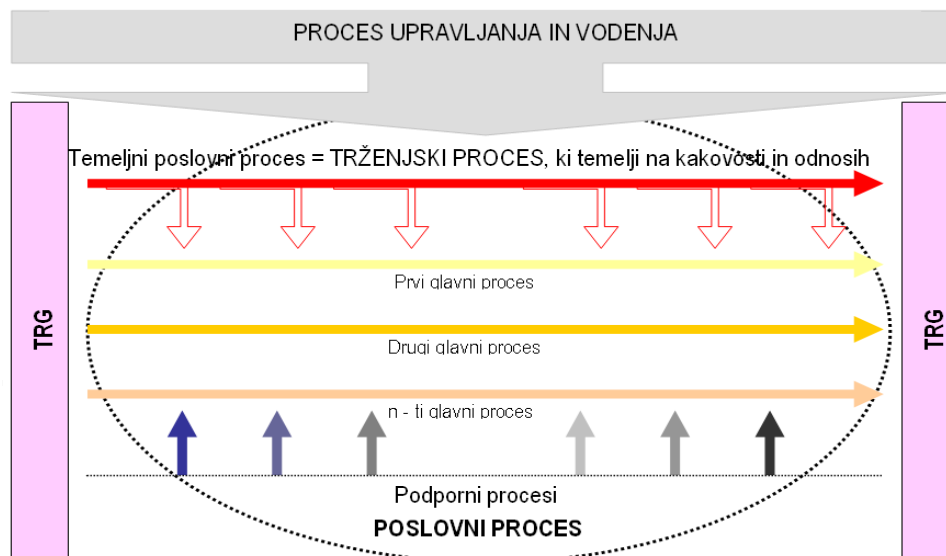 PROCES UPRAVLJANJA IN VODENJA
Temeljni poslovni proces = TRŽENJSKI PROCES, ki temelji na kakovosti in odnosih
Prvi glavni proces
TRG
TRG
Drugi glavni proces
n - ti glavni proces
Podporni procesi
POSLOVNI PROCES